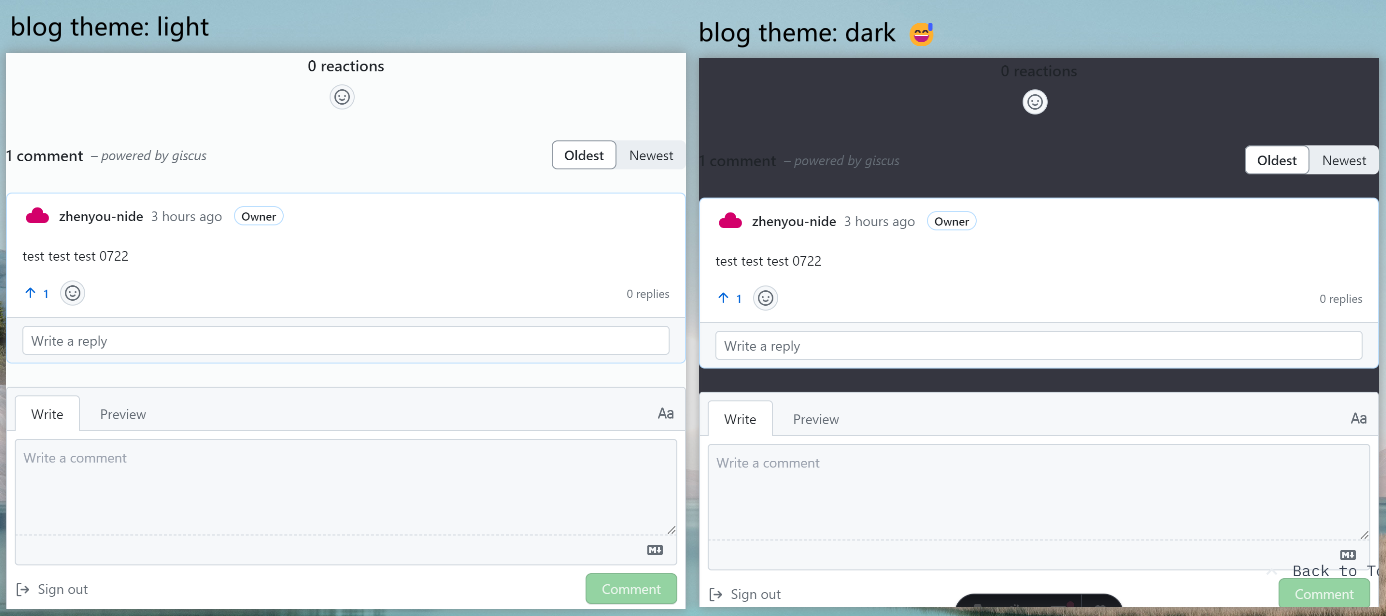 blog theme: light
0 reactions
1 comment – powered by giscus
Oldest Newest
zhenyou-nide 3 hours ago Owner
test test test 0722
1
0 replies
Write a reply
Write Preview Aa
Write a comment
Sign out
Comment
blog theme: dark 😅
0 reactions
1 comment – powered by giscus
Oldest Newest
zhenyou-nide 3 hours ago Owner
test test test 0722
1
0 replies
Write a reply
Write Preview Aa
Write a comment
Back to To
Sign out
Comment